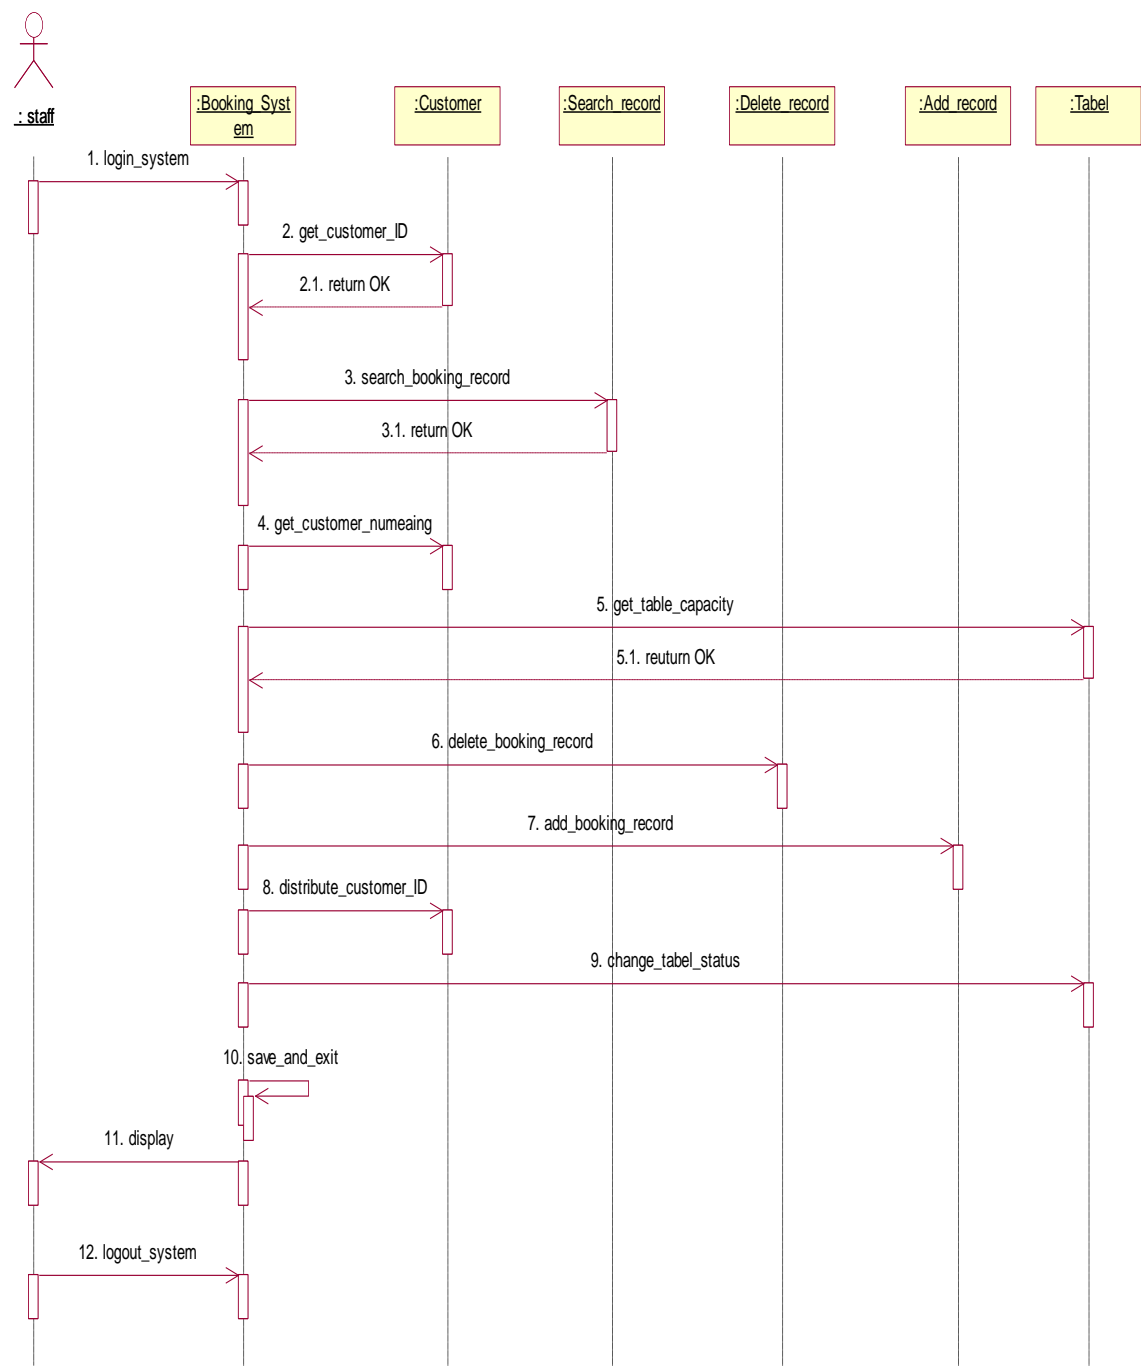 : staff
:Booking_Syst
em
:Customer
:Search_record
:Delete_record
:Add_record
:Tabel
1. login_system
2. get_customer_ID
2.1. return OK
3. search_booking_record
3.1. return OK
4. get_customer_numeaing
5. get_table_capacity
5.1. reuturn OK
6. delete_booking_record
7. add_booking_record
8. distribute_customer_ID
9. change_tabel_status
10. save_and_exit
11. display
12. logout_system